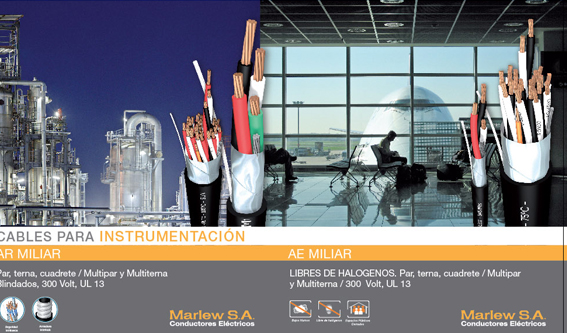 CABLES PARA INSTRUMENTACIÓN
AR MILIAR
Par, terna, cuadrete / Multipar y Multiterna
Blindados, 300 Volt, UL 13
Marlew S.A.
Conductores Eléctricos
AE MILIAR
LIBRES DE HALOGENOS. Par, terna, cuadrete / Multipar
y Multiterna / 300 Volt, UL 13
Marlew S.A.
Conductores Eléctricos